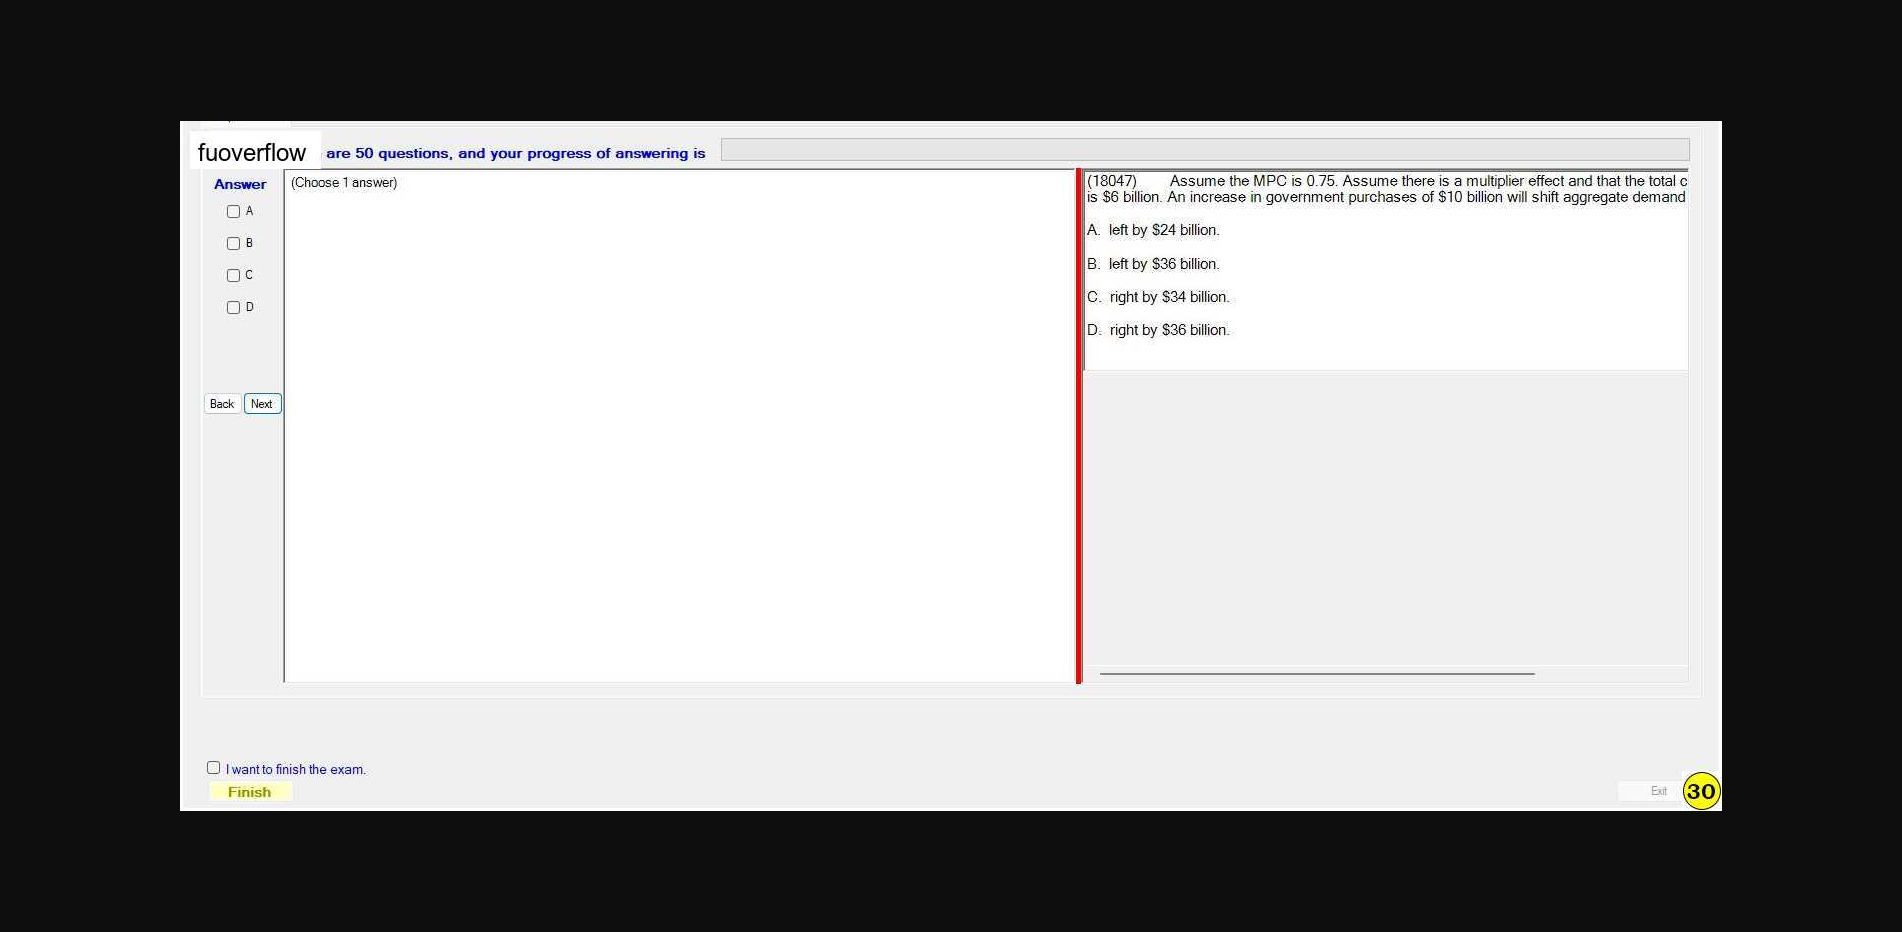 fuoverflow are 50 questions, and your progress of answering is
Answer
(Choose 1 answer)
A
B
C
D
Back Next
(18047) Assume the MPC is 0.75. Assume there is a multiplier effect and that the total c
is $6 billion. An increase in government purchases of $10 billion will shift aggregate demand
A. left by $24 billion.
B. left by $36 billion.
C. right by $34 billion.
D. right by $36 billion.
I want to finish the exam.
Finish
Exit
30